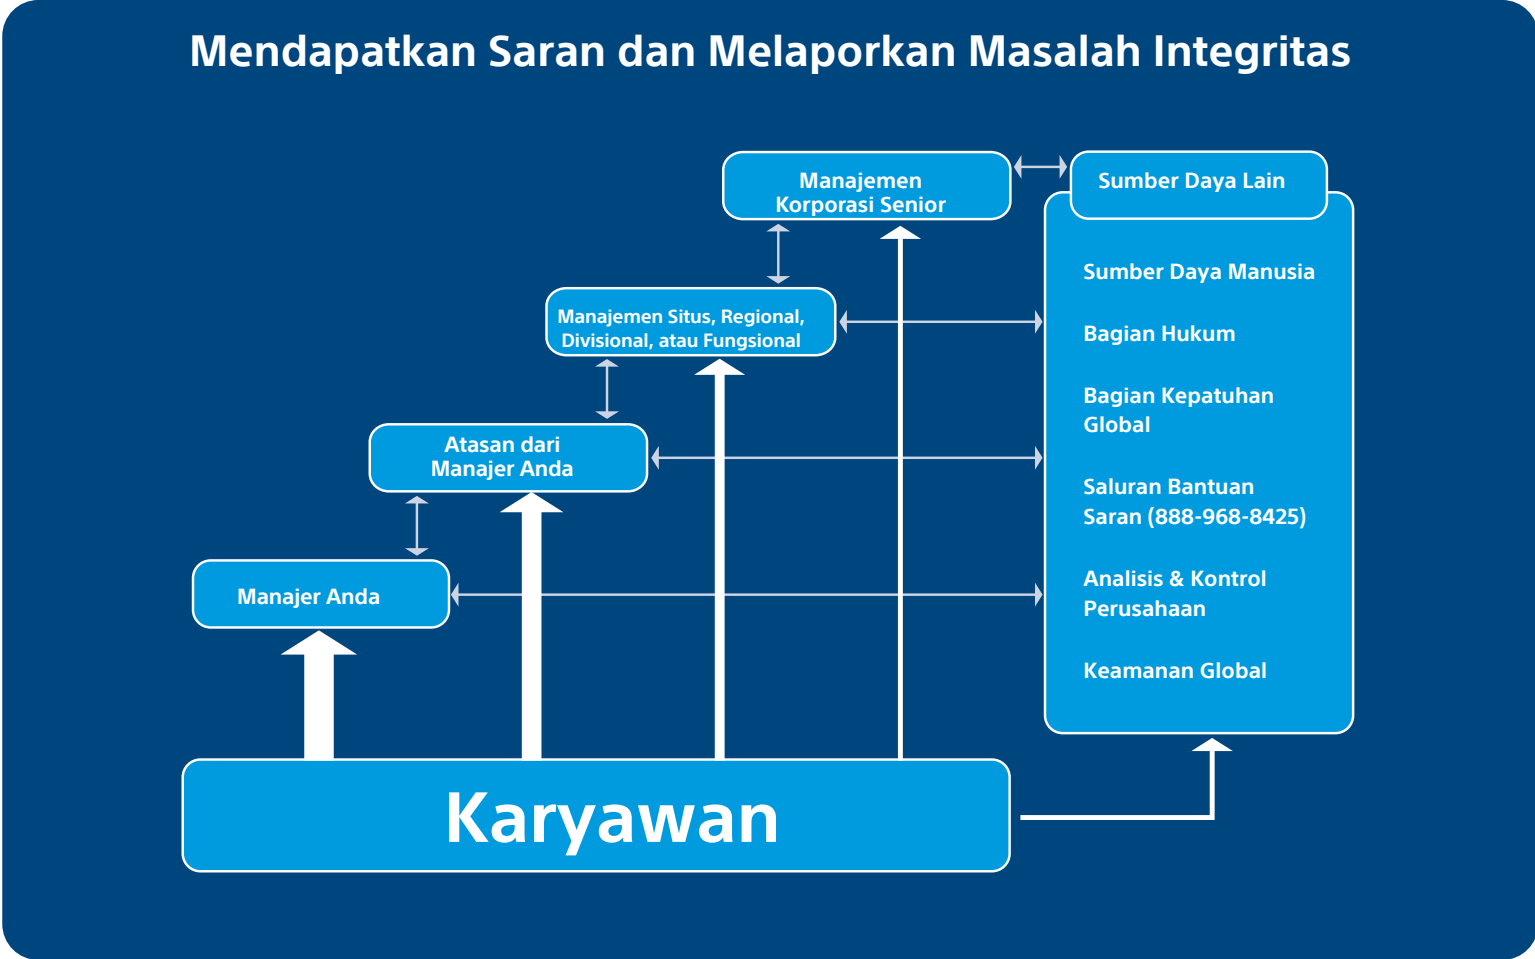 Mendapatkan Saran dan Melaporkan Masalah Integritas
Manajemen
Korporasi Senior
Sumber Daya Lain
Manajemen Situs, Regional,
Divisional, atau Fungsional
Atasan dari
Manajer Anda
Manajer Anda
Sumber Daya Manusia
Bagian Hukum
Bagian Kepatuhan
Global
Saluran Bantuan
Saran (888-968-8425)
Analisis & Kontrol
Perusahaan
Keamanan Global
Karyawan